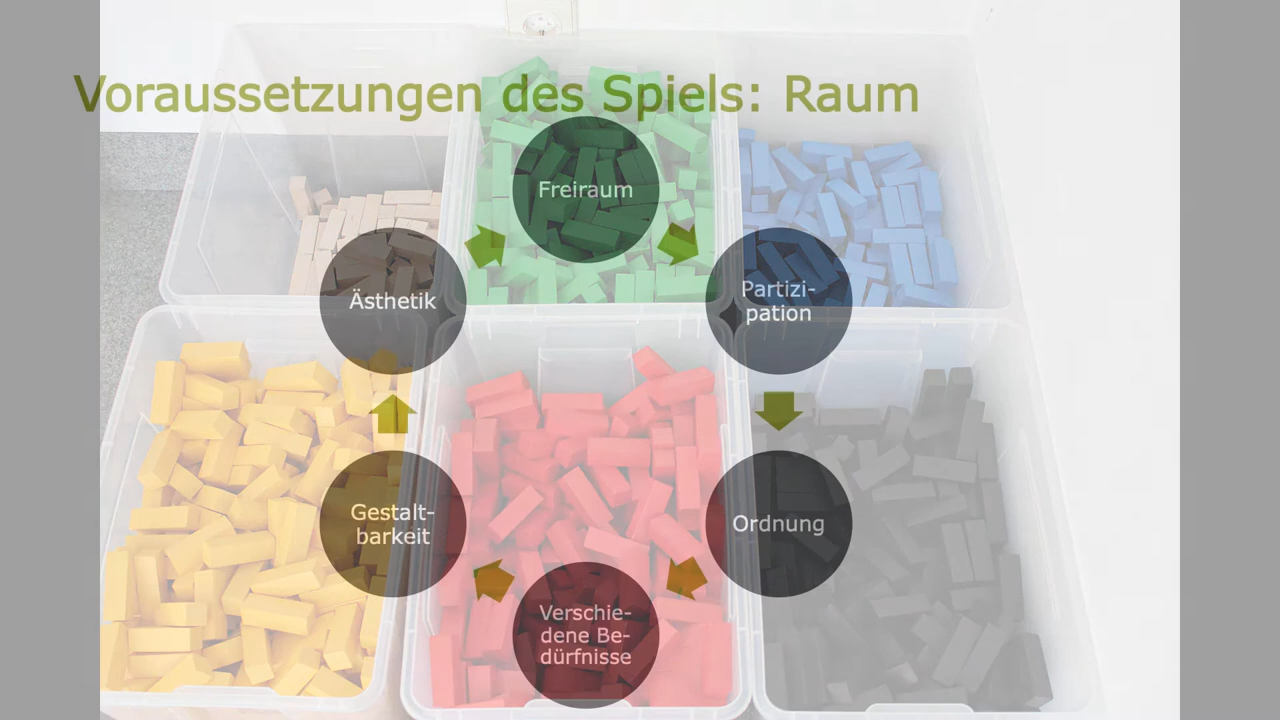 Voraussetzungen des Spiels: Raum
Freiraum
Partizi-
pation
Ordnung
Verschie-
dene Be-
dürfnisse
Gestalt-
barkeit
Ästhetik